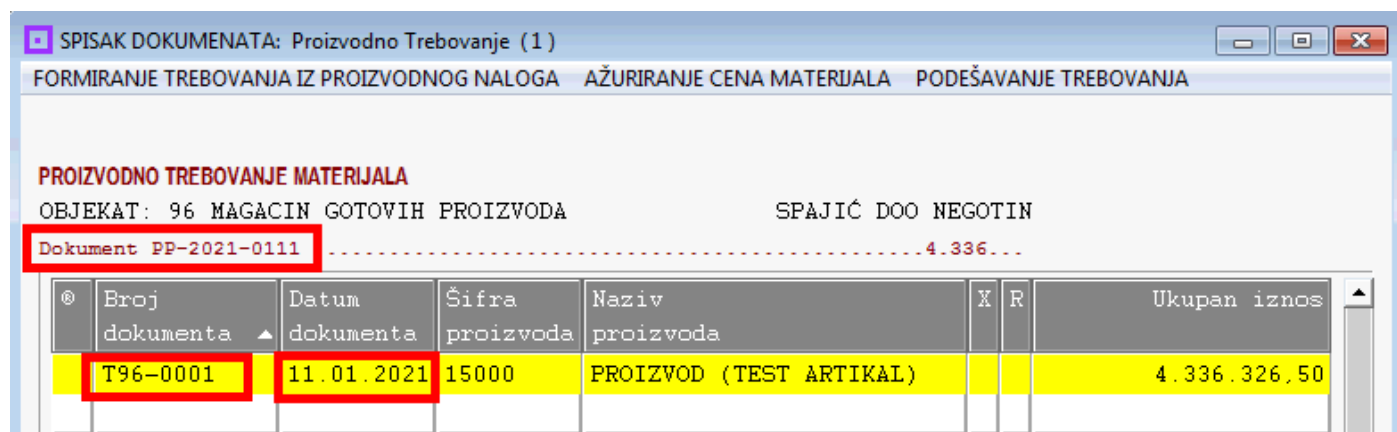 SPISAK DOKUMENATA: Proizvodno Trebovanje (1)
FORMIRANJE TREBOVANJA IZ PROIZVODNOG NALOGA AŽURIRANJE CENA MATERIJALA PODEŠAVANJE TREBOVANJA
PROIZVODNO TREBOVANJE MATERIJALA
OBJEKAT: 96 MAGACIN GOTOVIH PROIZVODA SPAJIĆ DOO NEGOTIN
Dokument PP-2021-0111 ................................................4.336...
® Broj Datum Šifra Naziv X R Ukupan iznos
dokumenta dokumenta proizvoda proizvoda
T96-0001 11.01.2021 15000 PROIZVOD (TEST ARTIKAL) 4.336.326,50